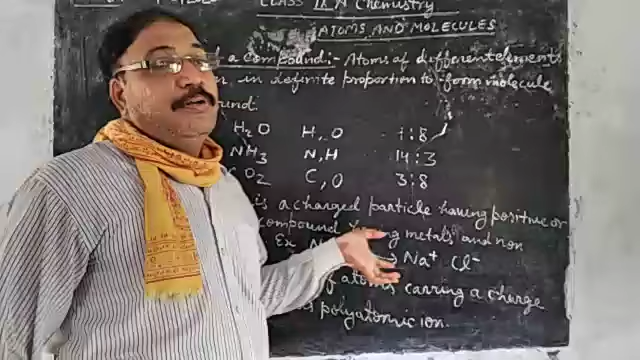 CLASS IX A Chemistry
ATOMS AND MOLECULES
a compound:- Atoms of different elements
in definite proportion to form molecule
ound.
H2O H, O 1:8
NH3 N, H 14:3
CO2 C, O 3:8
is a charged particle having positive or
compound metals and non
Ex Na+ Cl-
of atoms carring a charge
polyatomic ion.